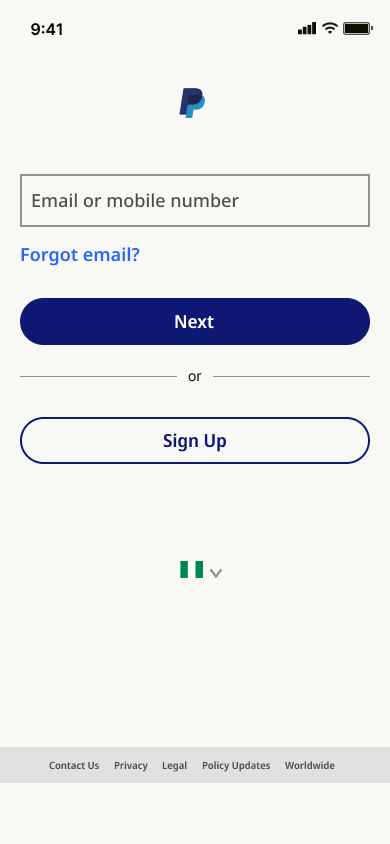 9:41
Email or mobile number
Forgot email?
Next
or
Sign Up
Contact Us Privacy Legal Policy Updates Worldwide